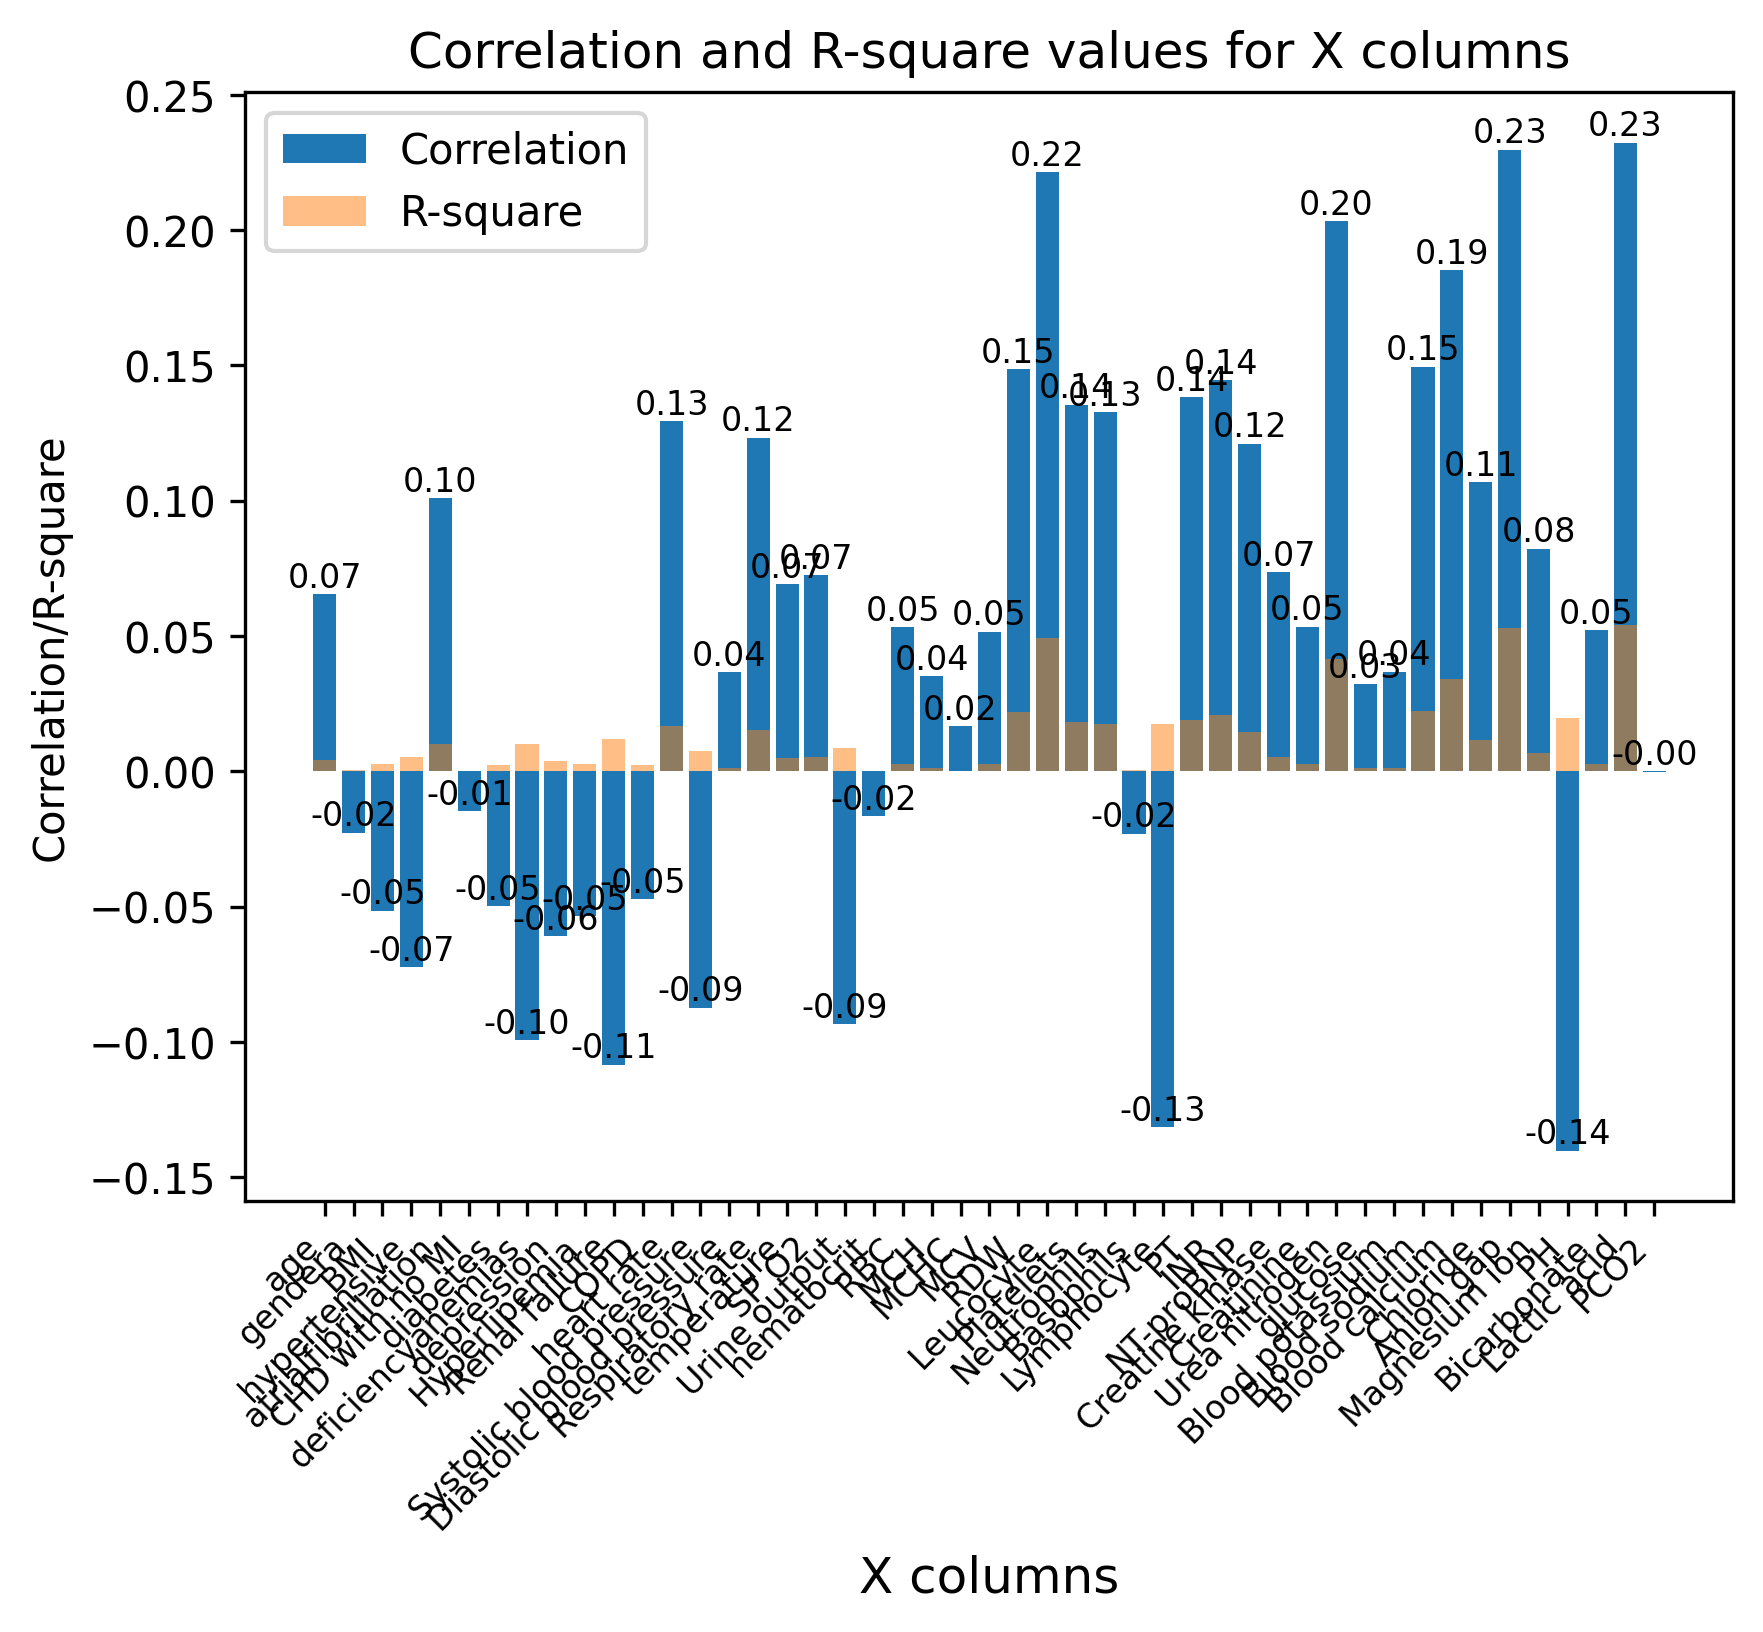 Correlation and R-square values for X columns
Correlation/R-square
0.25
0.20
0.15
0.10
0.05
0.00
−0.05
−0.10
−0.15
Correlation
R-square
0.07
-0.02
-0.05
-0.07
0.10
-0.01
-0.05
-0.10
-0.06
-0.05
-0.11
-0.05
0.13
-0.09
0.04
0.12
0.07
0.07
-0.09
-0.02
0.05
0.04
0.02
0.05
0.15
0.22
0.14
0.13
-0.02
-0.13
0.14
0.14
0.12
0.07
0.05
0.20
0.03
0.04
0.15
0.19
0.11
0.23
0.08
-0.14
0.05
0.23
-0.00
age
gendera
BMI
hypertensive
atrialfibrillation
CHD with no MI
diabetes
deficiencyanemias
depression
Hyperlipemia
Renal failure
COPD
heart rate
Systolic blood pressure
Diastolic blood pressure
Respiratory rate
temperature
SP O2
Urine output
hematocrit
RBC
MCH
MCHC
MCV
RDW
Leucocyte
Platelets
Neutrophils
Basophils
Lymphocyte
PT
INR
NT-proBNP
Creatine kinase
Creatinine
Urea nitrogen
glucose
Blood potassium
Blood sodium
Blood calcium
Chloride
Anion gap
Magnesium ion
PH
Bicarbonate
Lactic acid
PCO2
X columns